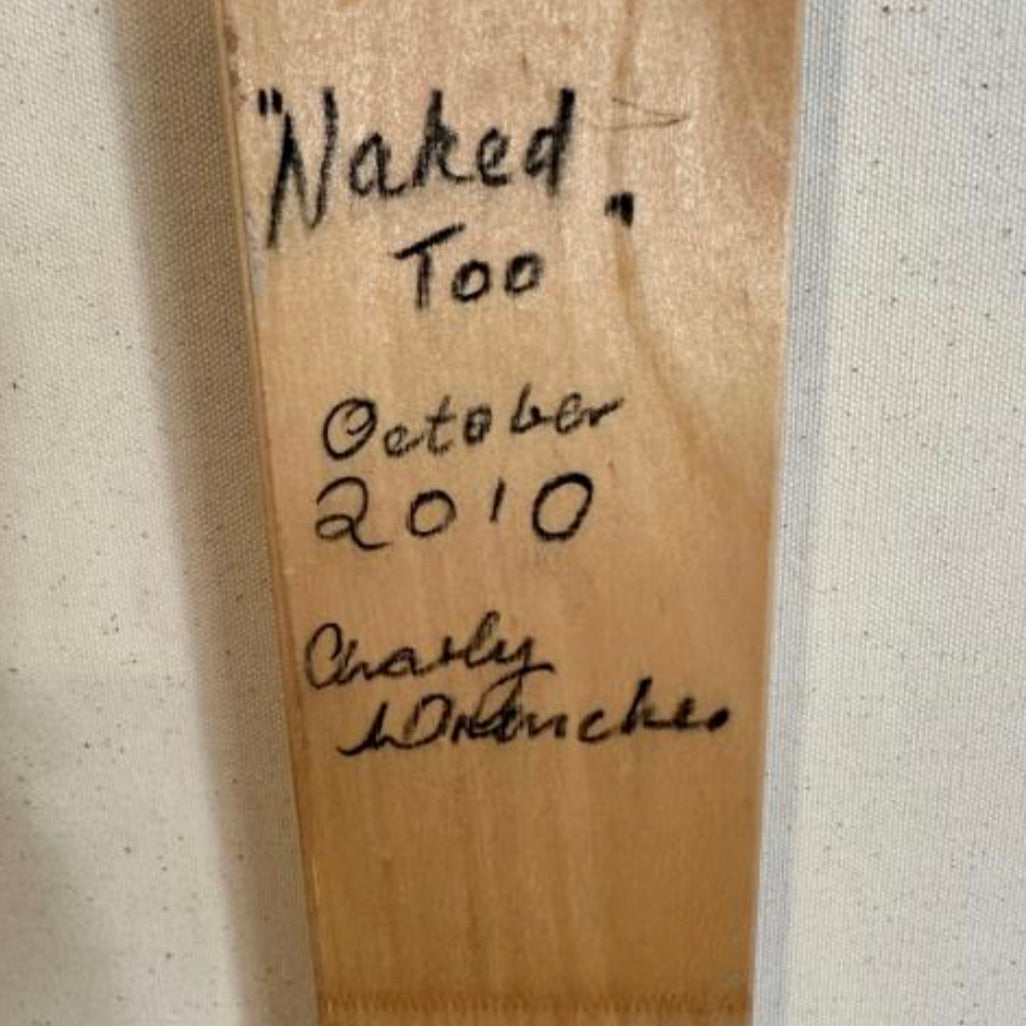 "Naked"
Too
October
2010
Charly